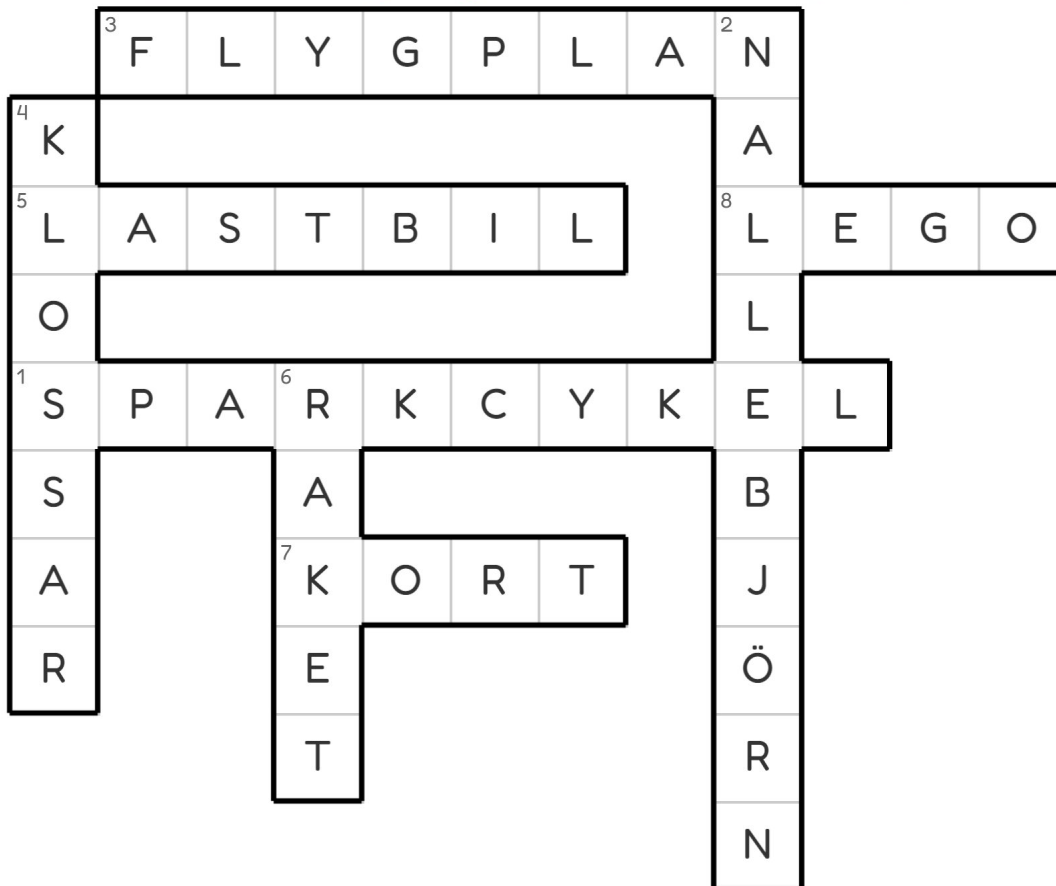 3 F L Y G P L A 2 N
4 K A
5 L A S T B I L 8 L E G O
O L
1 S P A 6 R K C Y K E L
S A B
A 7 K O R T J
R E Ö
T R
N